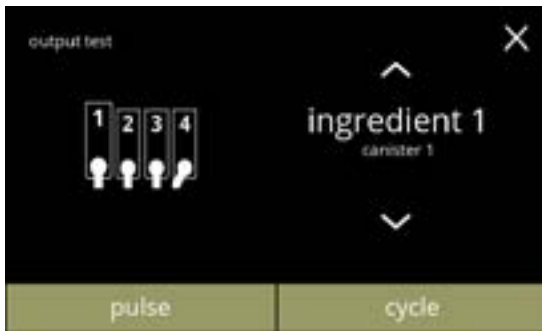 output test
1 2 3 4
ingredient 1
canister 1
pulse
cycle